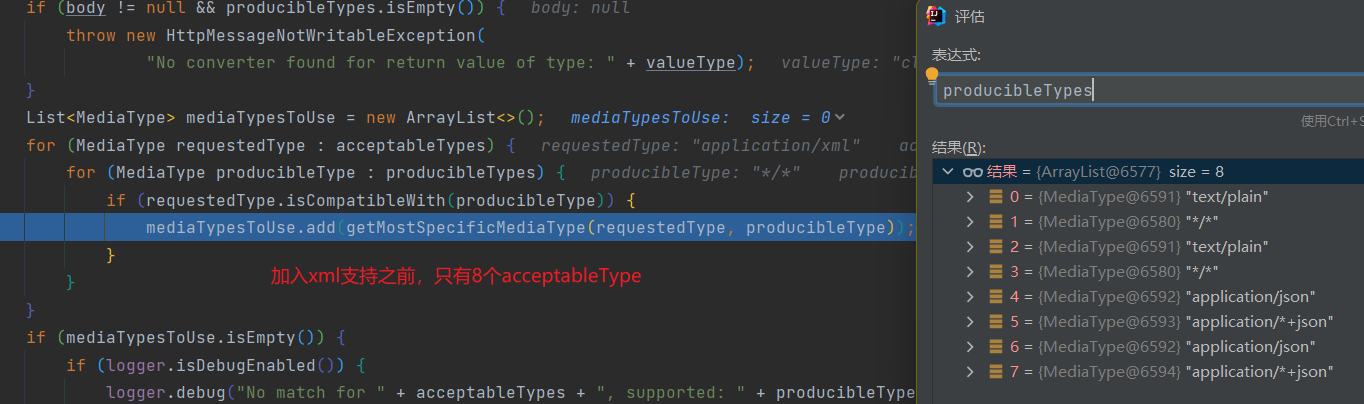 if (body != null && producibleTypes.isEmpty()) {   body: null
throw new HttpMessageNotWritableException(
"No converter found for return value of type: " + valueType);   valueType: "cl
}
List<MediaType> mediaTypesToUse = new ArrayList<>();   mediaTypesToUse:  size = 0
for (MediaType requestedType : acceptableTypes) {   requestedType: "application/xml"    ac
for (MediaType producibleType : producibleTypes) {   producibleType: "*/*"    producib
if (requestedType.isCompatibleWith(producibleType)) {
mediaTypesToUse.add(getMostSpecificMediaType(requestedType, producibleType));
}
加入xml支持之前，只有8个acceptableType
}
}
if (mediaTypesToUse.isEmpty()) {
if (logger.isDebugEnabled()) {
logger.debug("No match for " + acceptableTypes + ", supported: " + producibleType
评估
表达式:
producibleTypes
使用Ctrl+S
结果(R):
结果 = {ArrayList@6577}  size = 8
0 = {MediaType@6591} "text/plain"
1 = {MediaType@6580} "*/*"
2 = {MediaType@6591} "text/plain"
3 = {MediaType@6580} "*/*"
4 = {MediaType@6592} "application/json"
5 = {MediaType@6593} "application/*+json"
6 = {MediaType@6592} "application/json"
7 = {MediaType@6594} "application/*+json"